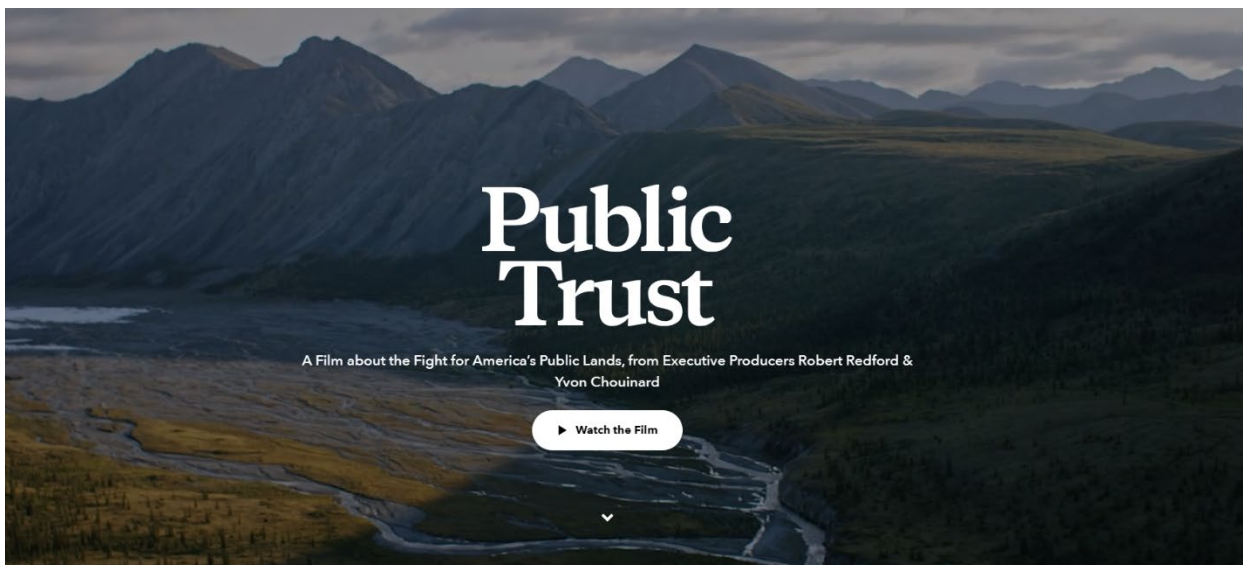 Public
Trust
A Film about the Fight for America's Public Lands, from Executive Producers Robert Redford &
Yvon Chouinard
Watch the Film